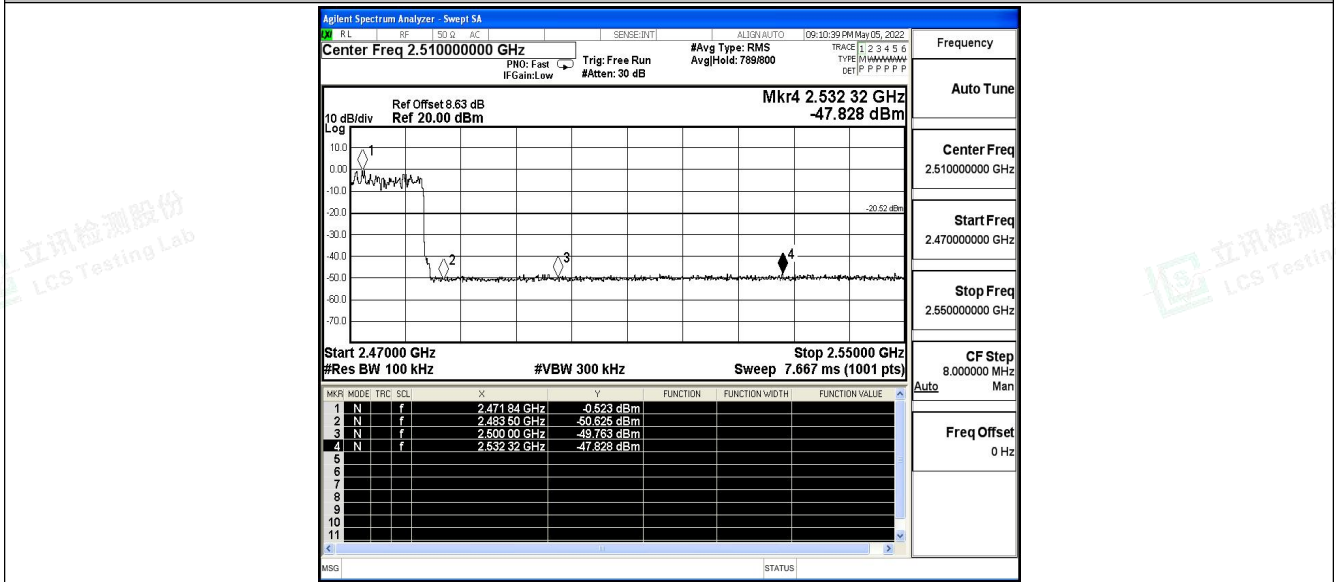 Agilent Spectrum Analyzer - Swept SA
LXI RL RF 50 Ω AC SENSE:INT ALIGN AUTO 09:10:39 PM May 05, 2022
Center Freq 2.510000000 GHz
PNO: Fast
IFGain:Low
Trig: Free Run
#Atten: 30 dB
#Avg Type: RMS
Avg|Hold: 789/800
TRACE 1 2 3 4 5 6
TYPE MWWWWW
DET P P P P P P
Ref Offset 8.63 dB
10 dB/div Ref 20.00 dBm
Log
Mkr4 2.532 32 GHz
-47.828 dBm
10.0
0.00
-10.0
-20.0
-30.0
-40.0
-50.0
-60.0
-70.0
1
2
3
4
-20.52 dBm
Start 2.47000 GHz Stop 2.55000 GHz
#Res BW 100 kHz #VBW 300 kHz Sweep 7.667 ms (1001 pts)
MKR MODE TRC SCL X Y FUNCTION FUNCTION WIDTH FUNCTION VALUE
1 N f 2.471 84 GHz -0.523 dBm
2 N f 2.483 50 GHz -50.625 dBm
3 N f 2.500 00 GHz -49.763 dBm
4 N f 2.532 32 GHz -47.828 dBm
5
6
7
8
9
10
11
MSG STATUS
Frequency
Auto Tune
Center Freq
2.510000000 GHz
Start Freq
2.470000000 GHz
Stop Freq
2.550000000 GHz
CF Step
8.000000 MHz
Auto Man
Freq Offset
0 Hz
立讯检测股份
LCS Testing Lab
立讯检测股
LCS Testin